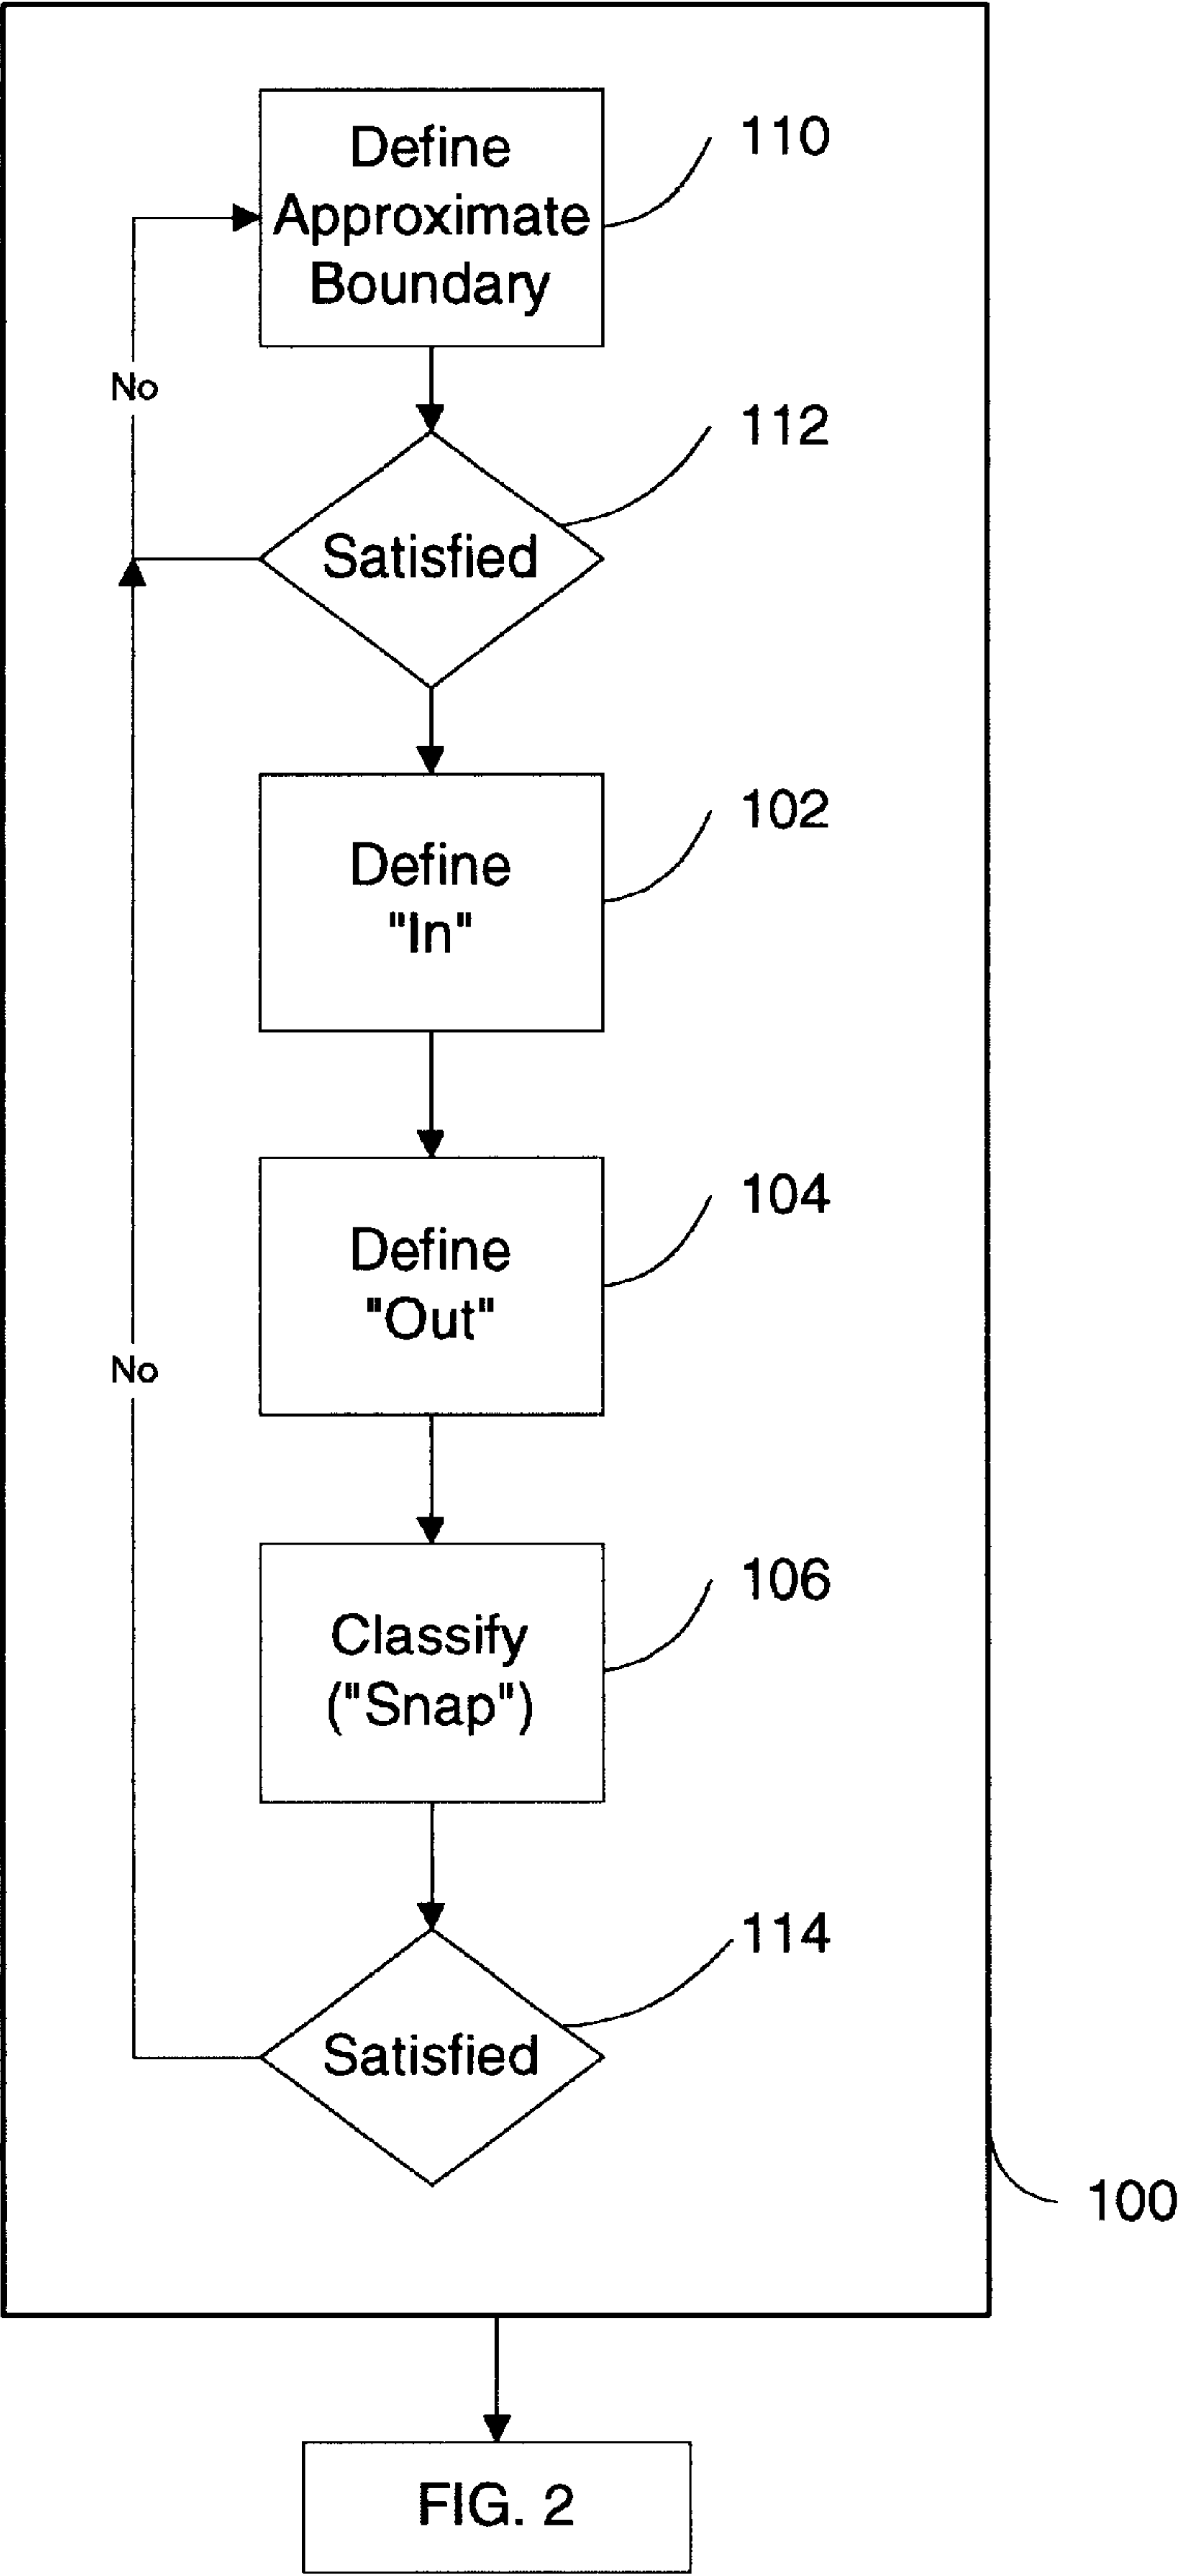 Define
Approximate
Boundary
110
No
112
Satisfied
102
Define
"In"
104
Define
"Out"
No
106
Classify
("Snap")
114
Satisfied
100
FIG. 2